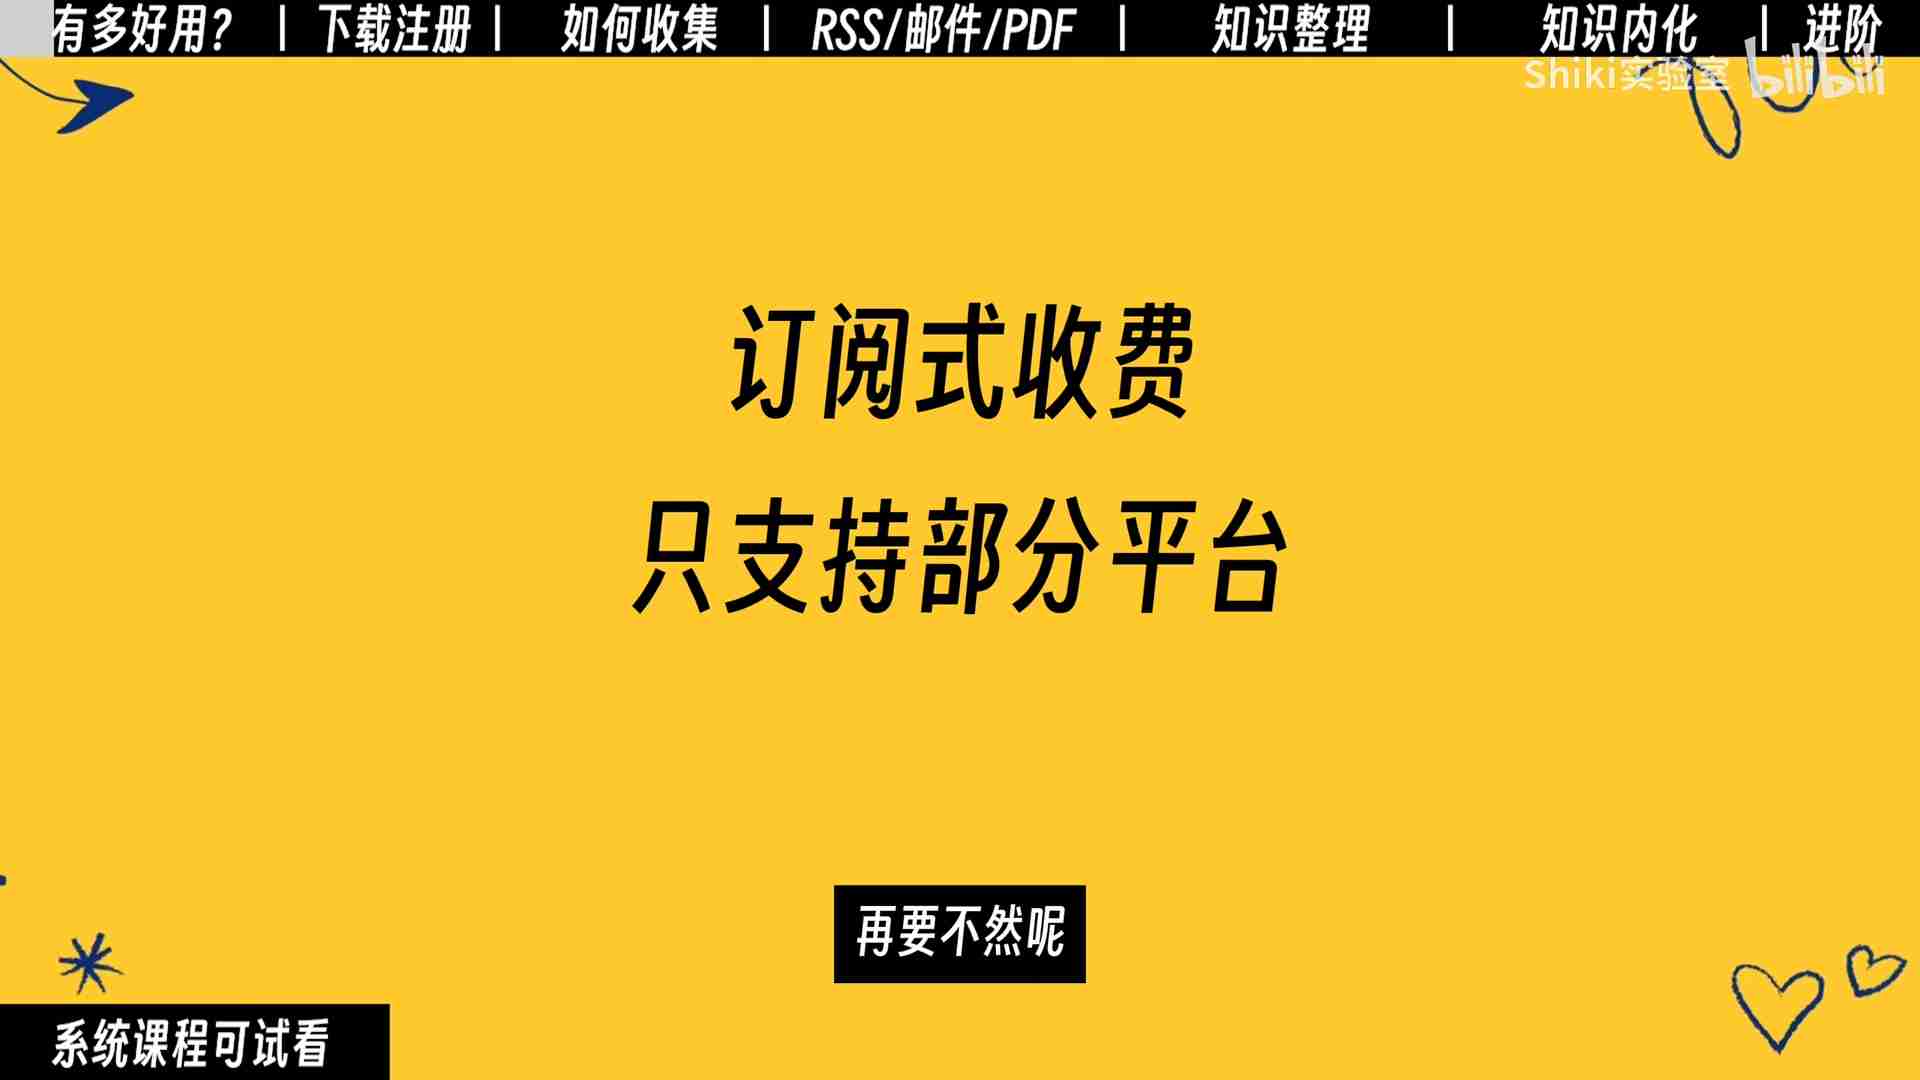 有多好用? | 下载注册 | 如何收集 | RSS/邮件/PDF | 知识整理 | 知识内化 | 进阶
Shiki实验室 bilibili
订阅式收费
只支持部分平台
再要不然呢
系统课程可试看